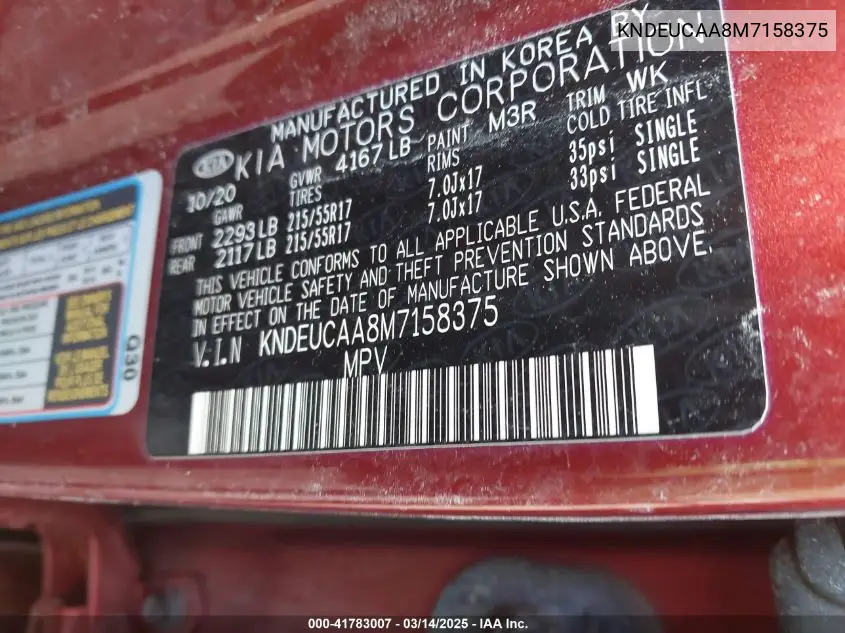 KNDEUCAA8M7158375
MANUFACTURED IN KOREA BY
KIA KIA MOTORS CORPORATION
10/20 GVWR 4167 LB PAINT M3R TRIM WK
GAWR TIRES RIMS COLD TIRE INFL
FRONT 2293 LB 215/55R17 7.0Jx17 35psi SINGLE
REAR 2117 LB 215/55R17 7.0Jx17 33psi SINGLE
THIS VEHICLE CONFORMS TO ALL APPLICABLE U.S.A. FEDERAL
MOTOR VEHICLE SAFETY AND THEFT PREVENTION STANDARDS
IN EFFECT ON THE DATE OF MANUFACTURE SHOWN ABOVE.
V.I.N KNDEUCAA8M7158375
MPV
Q30
000-41783007 - 03/14/2025 - IAA Inc.